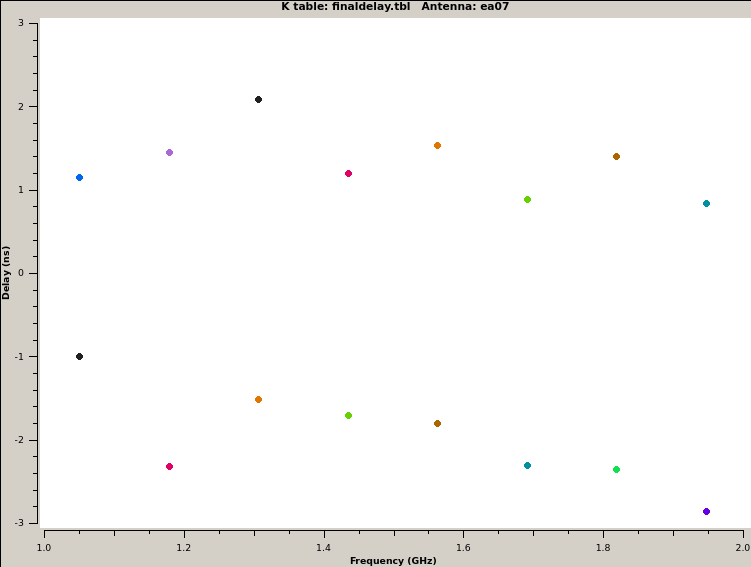 K table: finaldelay.tbl   Antenna: ea07
3
2
1
0
-1
-2
-3
Delay (ns)
1.0 1.2 1.4 1.6 1.8 2.0
Frequency (GHz)